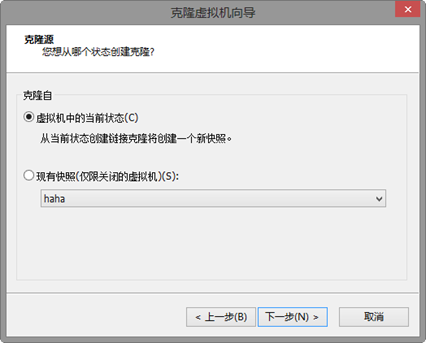 克隆虚拟机向导
克隆源
您想从哪个状态创建克隆?
克隆自
虚拟机中的当前状态(C)
从当前状态创建链接克隆将创建一个新快照。
现有快照(仅限关闭的虚拟机)(S):
haha
< 上一步(B)
下一步(N) >
取消